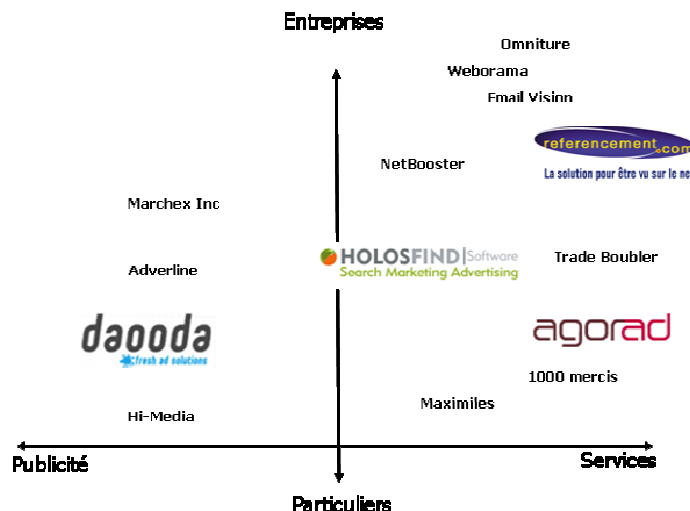 Entreprises
Omniture
Weborama
Email Vision
referencement.com
La solution pour être vu sur le ne
NetBooster
Marchex Inc
HOLOSFIND|Software
Search Marketing Advertising
Trade Boubler
Adverline
daooda
fresh ad solutions
agorad
1000 mercis
Maximiles
Hi-Media
Publicité
Services
Particuliers